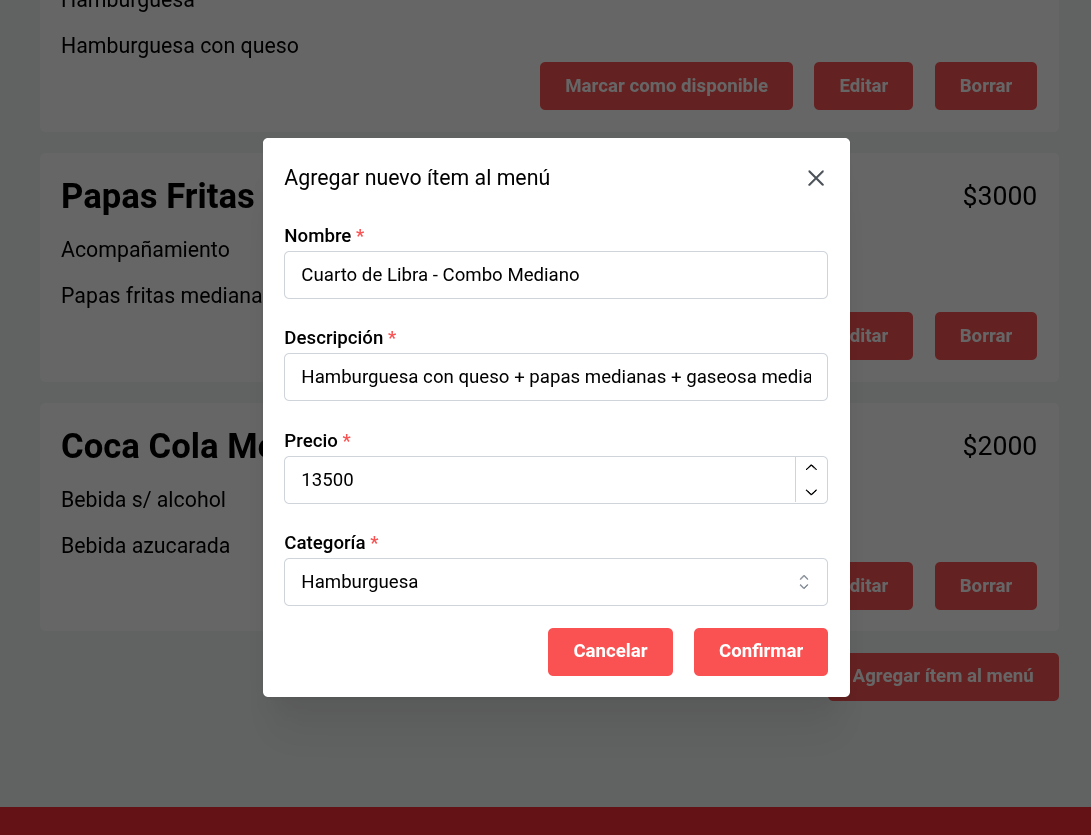 Hamburguesa
Hamburguesa con queso
Marcar como disponible Editar Borrar
Agregar nuevo ítem al menú
Nombre *
Cuarto de Libra - Combo Mediano
Descripción *
Hamburguesa con queso + papas medianas + gaseosa media
Precio *
13500
Categoría *
Hamburguesa
Cancelar Confirmar
Papas Fritas $3000
Acompañamiento
Papas fritas mediana
ditar Borrar
Coca Cola $2000
Bebida s/ alcohol
Bebida azucarada
ditar Borrar
Agregar ítem al menú